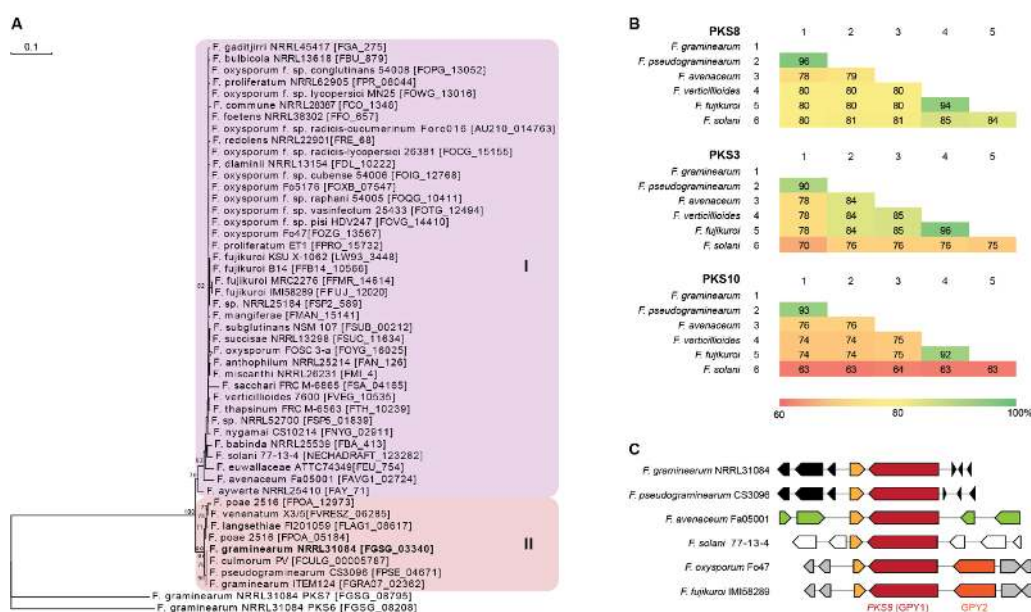 A
0.1
F. gaditjirri NRRL45417 [FGA_275]
F. bulbicola NRRL13618 [FBU_879]
F. oxysporum f. sp. conglutinans 54008 [FOPG_13052]
F. proliferatum NRRL62905 [FPR_08044]
F. oxysporum f. sp. lycopersici MN25 [FOWG_13016]
F. commune NRRL28387 [FCO_1348]
F. foetens NRRL38302 [FFO_657]
F. oxysporum f. sp. radicis-cucumerinum Forc016 [AU210_014763]
F. redolens NRRL22901 [FRE_68]
F. oxysporum f. sp. radicis-lycopersici 26381 [FOCG_15155]
F. dlaminii NRRL13154 [FDL_10222]
F. oxysporum f. sp. cubense 54006 [FOIG_12768]
F. oxysporum Fo5176 [FOXB_07547]
F. oxysporum f. sp. raphani 54005 [FOQG_10411]
F. oxysporum f. sp. vasinfectum 25433 [FOTG_12494]
F. oxysporum f. sp. pisi HDV247 [FOVG_14410]
F. oxysporum Fo47 [FOZG_13567]
F. proliferatum ET1 [FPRO_15732]
F. fujikuroi KSU X-1062 [LW93_3448]
F. fujikuroi B14 [FFB14_10566]
F. fujikuroi MRC2276 [FFMR_14614]
F. fujikuroi IMI58289 [FFUJ_12020]
F. sp. NRRL25184 [FSP2_589]
F. mangiferae [FMAN_15141]
F. subglutinans NSM 107 [FSUB_00212]
F. succisae NRRL13298 [FSUC_11634]
F. oxysporum FOSC 3-a [FOYG_16025]
F. anthophilum NRRL25214 [FAN_126]
F. miscanthi NRRL26231 [FMI_4]
F. sacchari FRC M-6865 [FSA_04165]
F. verticillioides 7600 [FVEG_10535]
F. thapsinum FRC M-6563 [FTH_10239]
F. sp. NRRL52700 [FSP5_01839]
F. nygamai CS10214 [FNYG_02911]
F. babinda NRRL25539 [FBA_413]
F. solani 77-13-4 [NECHADRAFT_123282]
F. euwallaceae ATTC74349[FEU_754]
F. avenaceum Fa05001 [FAVG1_02724]
F. aywerte NRRL25410 [FAY_71]
I
F. poae 2516 [FPOA_12973]
F. venenatum X3/5[FVRESZ_06285]
F. langsethiae FI201059 [FLAG1_08617]
F. poae 2516 [FPOA_05184]
F. graminearum NRRL31084 [FGSG_03340]
F. culmorum PV [FCULG_00005787]
F. pseudograminearum CS3096 [FPSE_04671]
F. graminearum ITEM124 [FGRA07_02362]
II
100
F. graminearum NRRL31084 PKS7 [FGSG_08795]
F. graminearum NRRL31084 PKS6 [FGSG_08208]
B
PKS8 1 2 3 4 5
F. graminearum 1
F. pseudograminearum 2 96
F. avenaceum 3 78 79
F. verticillioides 4 80 80 80
F. fujikuroi 5 80 80 80 94
F. solani 6 80 81 81 85 84
PKS3 1 2 3 4 5
F. graminearum 1
F. pseudograminearum 2 90
F. avenaceum 3 78 84
F. verticillioides 4 78 84 85
F. fujikuroi 5 78 84 85 96
F. solani 6 70 76 76 76 75
PKS10 1 2 3 4 5
F. graminearum 1
F. pseudograminearum 2 93
F. avenaceum 3 76 76
F. verticillioides 4 74 74 75
F. fujikuroi 5 74 74 75 92
F. solani 6 63 63 64 63 63
60 80 100%
C
F. graminearum NRRL31084
F. pseudograminearum CS3096
F. avenaceum Fa05001
F. solani 77-13-4
F. oxysporum Fo47
F. fujikuroi IMI58289
PKS8 (GPY1) GPY2